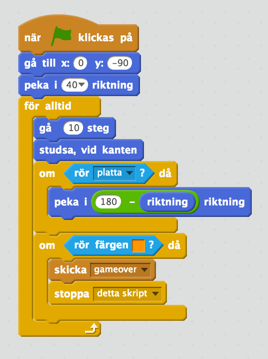 när klickas på
gå till x: 0 y: -90
peka i 40 riktning
för alltid
gå 10 steg
studsa, vid kanten
om rör platta ? då
peka i 180 - riktning riktning
om rör färgen ? då
skicka gameover
stoppa detta skript